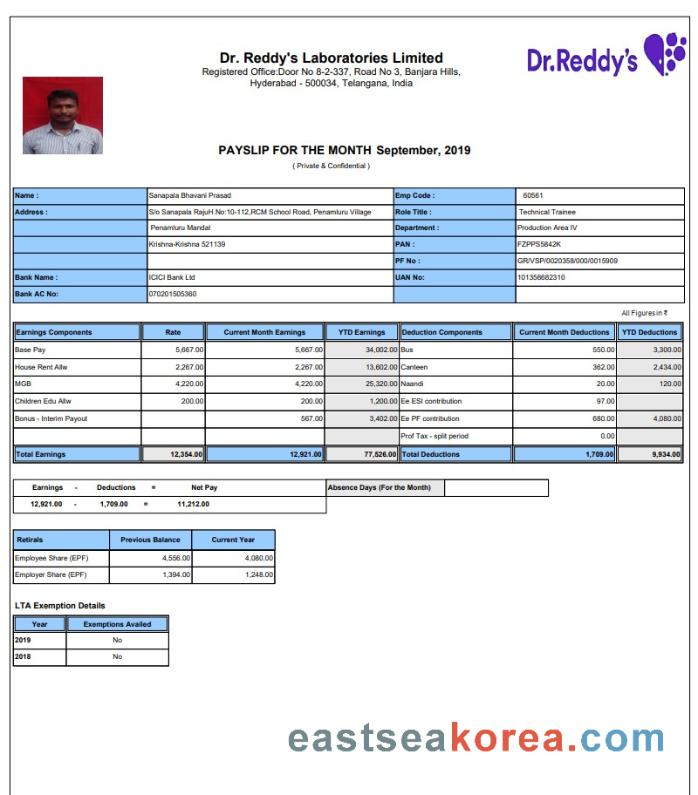 Dr. Reddy's Laboratories Limited
Registered Office:Door No 8-2-337, Road No 3, Banjara Hills,
Hyderabad - 500034, Telangana, India
Dr.Reddy's
PAYSLIP FOR THE MONTH September, 2019
( Private & Confidential )
Name : Sanapala Bhavani Prasad Emp Code : 60561
Address : S/o Sanapala RajuH.No:10-112,RCM School Road, Penamluru Village Role Title : Technical Trainee
Penamluru Mandal Department : Production Area IV
Krishna-Krishna 521139 PAN : FZPPS5842K
PF No : GR/VSP/0020358/000/0015909
Bank Name : ICICI Bank Ltd UAN No: 101356682310
Bank AC No: 070201505360
All Figures in ₹
Earnings Components Rate Current Month Earnings YTD Earnings Deduction Components Current Month Deductions YTD Deductions
Base Pay 5,667.00 5,667.00 34,002.00 Bus 550.00 3,300.00
House Rent Allw 2,267.00 2,267.00 13,602.00 Canteen 362.00 2,434.00
MGB 4,220.00 4,220.00 25,320.00 Naandi 20.00 120.00
Children Edu Allw 200.00 200.00 1,200.00 Ee ESI contribution 97.00
Bonus - Interim Payout 567.00 3,402.00 Ee PF contribution 680.00 4,080.00
Prof Tax - split period 0.00
Total Earnings 12,354.00 12,921.00 77,526.00 Total Deductions 1,709.00 9,934.00
Earnings - Deductions = Net Pay Absence Days (For the Month)
12,921.00 - 1,709.00 = 11,212.00
Retirals Previous Balance Current Year
Employee Share (EPF) 4,556.00 4,080.00
Employer Share (EPF) 1,394.00 1,248.00
LTA Exemption Details
Year Exemptions Availed
2019 No
2018 No
eastseakorea.com